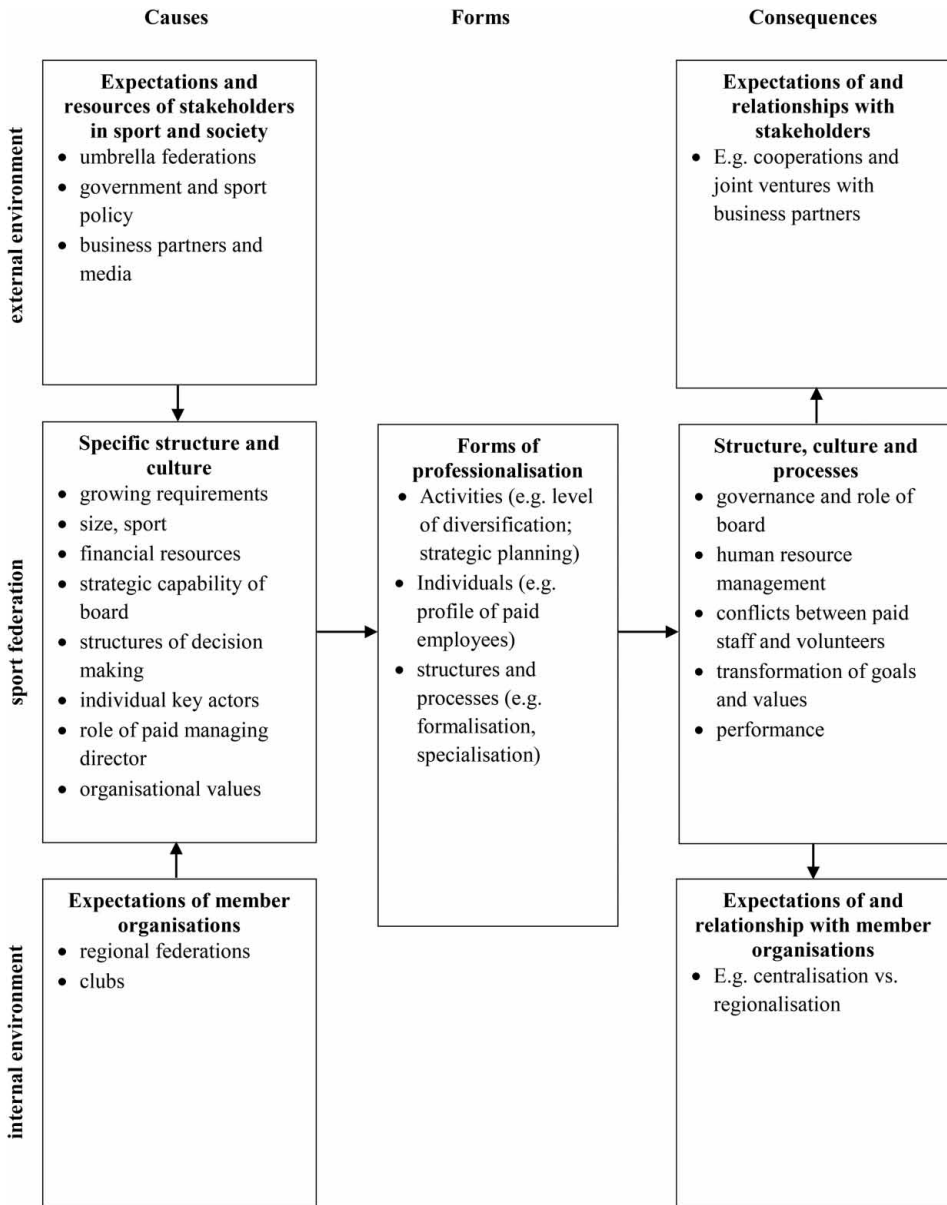 Causes
Forms
Consequences
external environment
Expectations and
resources of stakeholders
in sport and society
• umbrella federations
• government and sport
policy
• business partners and
media
Expectations of and
relationships with
stakeholders
• E.g. cooperations and
joint ventures with
business partners
sport federation
Specific structure and
culture
• growing requirements
• size, sport
• financial resources
• strategic capability of
board
• structures of decision
making
• individual key actors
• role of paid managing
director
• organisational values
Forms of
professionalisation
• Activities (e.g. level
of diversification;
strategic planning)
• Individuals (e.g.
profile of paid
employees)
• structures and
processes (e.g.
formalisation,
specialisation)
Structure, culture and
processes
• governance and role of
board
• human resource
management
• conflicts between paid
staff and volunteers
• transformation of goals
and values
• performance
internal environment
Expectations of member
organisations
• regional federations
• clubs
Expectations of and
relationship with member
organisations
• E.g. centralisation vs.
regionalisation